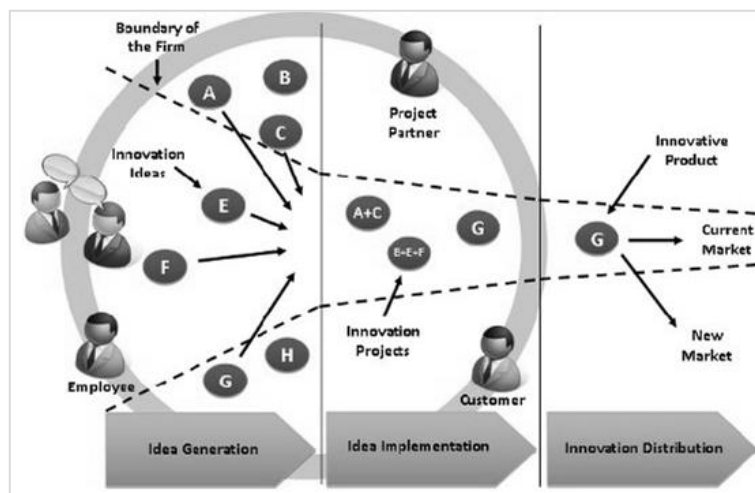 Boundary of
the Firm
A
B
C
Innovation
Ideas
E
F
G
H
Employee
Project
Partner
A+C
B+E+F
G
Innovation
Projects
Customer
Innovative
Product
G
Current
Market
New
Market
Idea Generation
Idea Implementation
Innovation Distribution